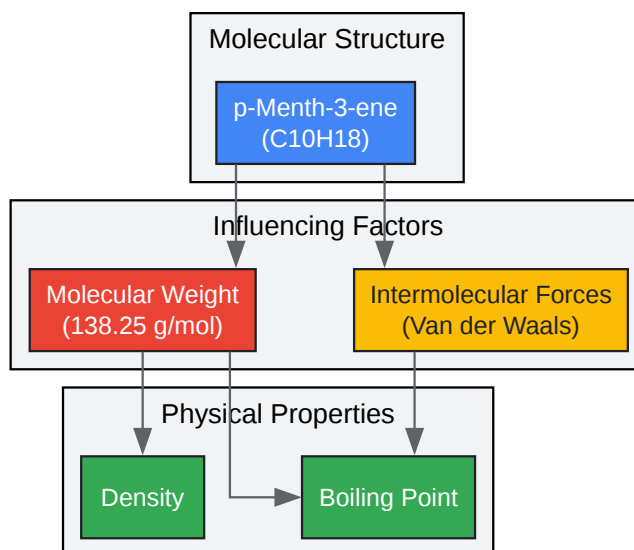 Molecular Structure
p-Menth-3-ene
(C10H18)
Influencing Factors
Molecular Weight
(138.25 g/mol)
Intermolecular Forces
(Van der Waals)
Physical Properties
Density
Boiling Point